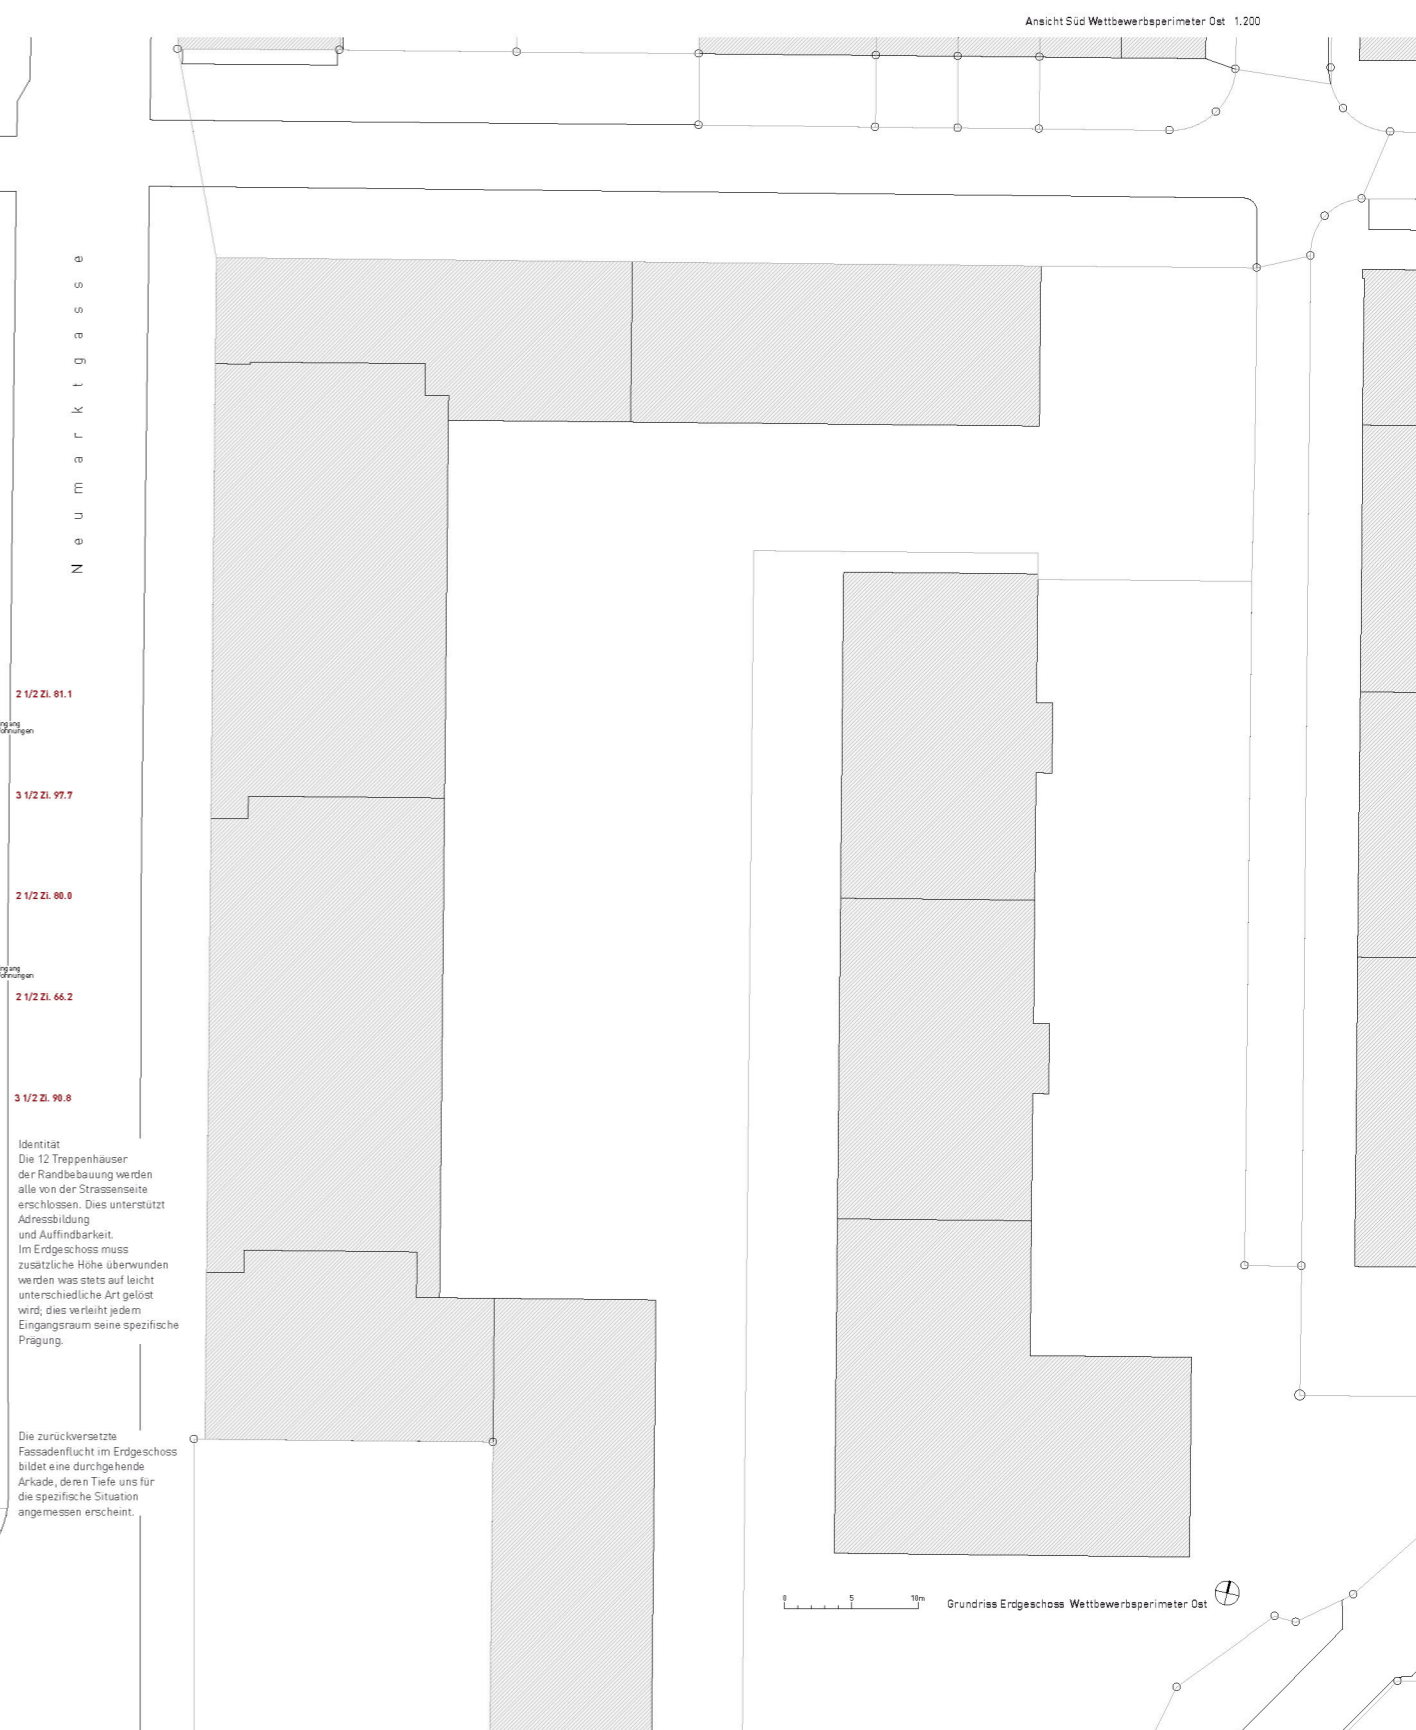 Ansicht Süd Wettbewerbsperimeter Ost 1.200
Neumarktgasse
2 1/2 Zi. 81.1
3 1/2 Zi. 97.7
2 1/2 Zi. 80.0
2 1/2 Zi. 66.2
3 1/2 Zi. 90.8
Identität
Die 12 Treppenhäuser
der Randbebauung werden
alle von der Strassenseite
erschlossen. Dies unterstützt
Adressbildung
und Auffindbarkeit.
Im Erdgeschoss muss
zusätzliche Höhe überwunden
werden was stets auf leicht
unterschiedliche Art gelöst
wird; dies verleiht jedem
Eingangsraum seine spezifische
Prägung.
Die zurückversetzte
Fassadenflucht im Erdgeschoss
bildet eine durchgehende
Arkade, deren Tiefe uns für
die spezifische Situation
angemessen erscheint.
0 5 10m
Grundriss Erdgeschoss Wettbewerbsperimeter Ost